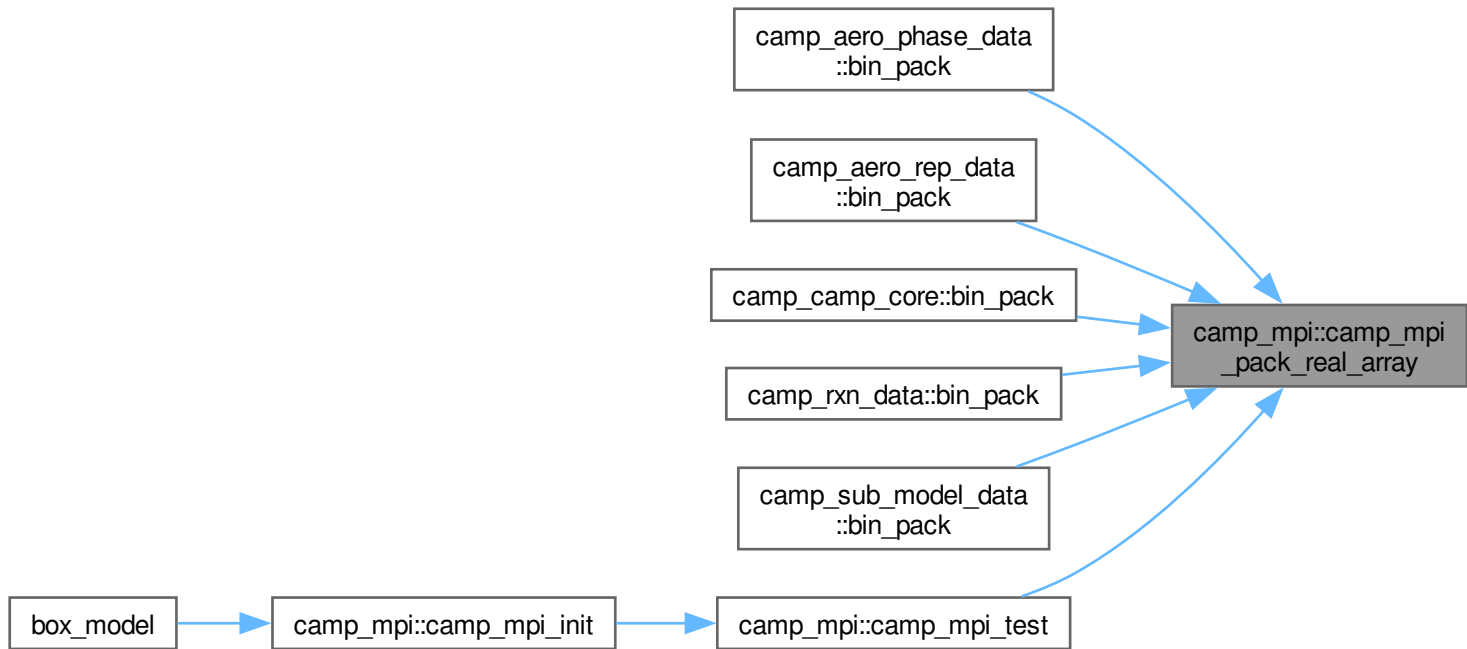 camp_aero_phase_data
::bin_pack
camp_aero_rep_data
::bin_pack
camp_camp_core::bin_pack
camp_mpi::camp_mpi
_pack_real_array
camp_rxn_data::bin_pack
camp_sub_model_data
::bin_pack
box_model
camp_mpi::camp_mpi_init
camp_mpi::camp_mpi_test